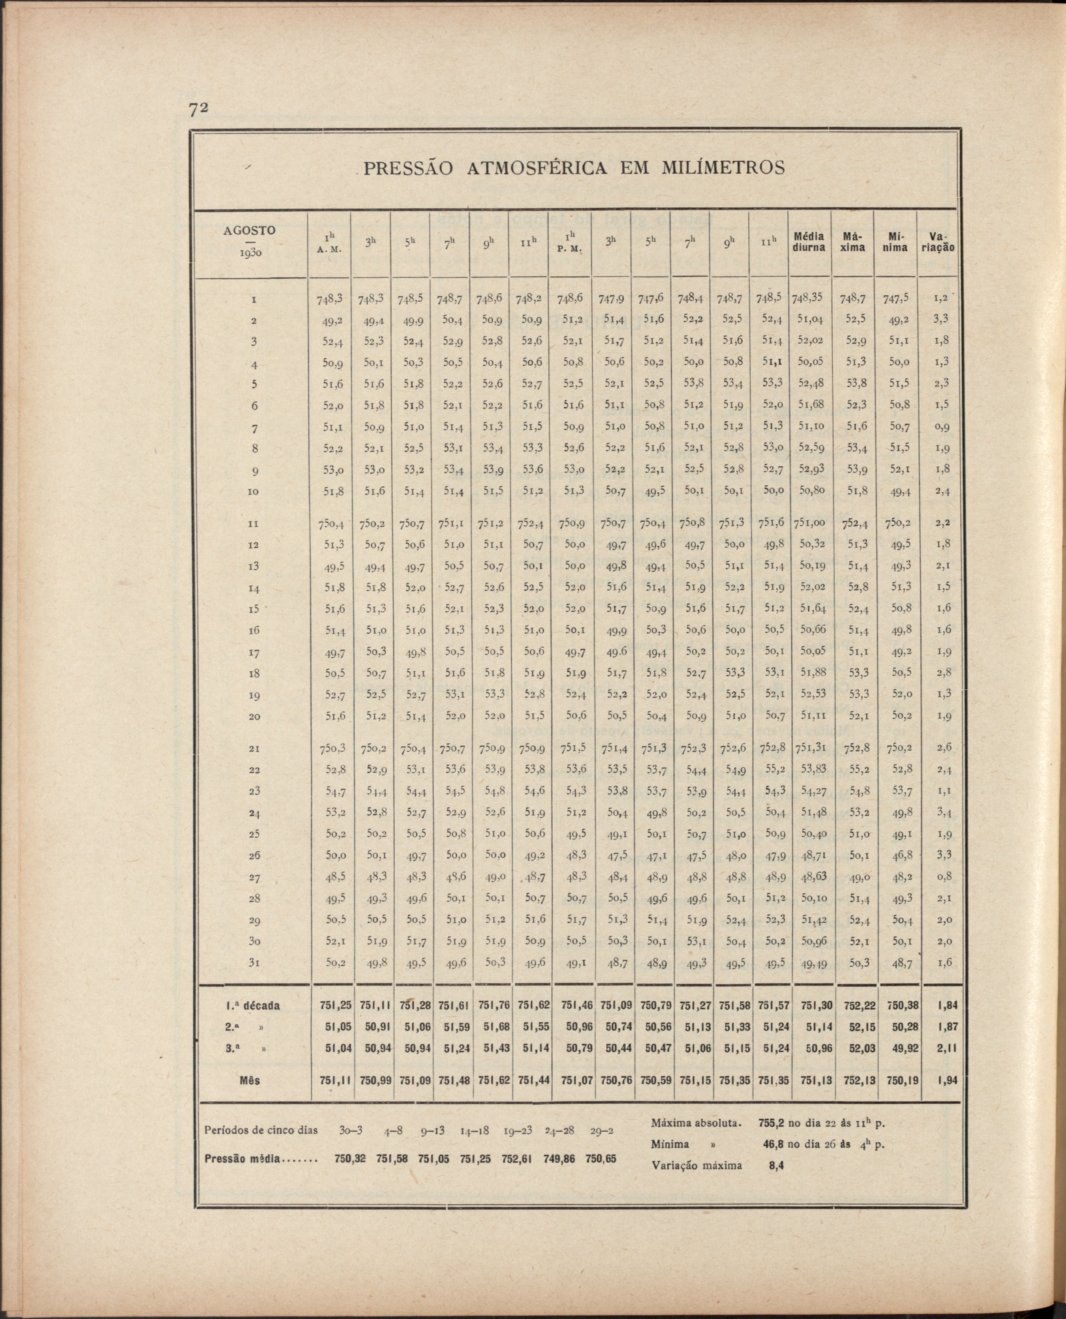 72
PRESSÃO ATMOSFÉRICA EM MILÍMETROS
AGOSTO — 1930 1h A. M. 3h 5h 7h 9h 11h 1h P. M. 3h 5h 7h 9h 11h Média diurna Má-xima Mí-nima Va-riação
1 748,3 748,3 748,5 748,7 748,6 748,2 748,6 747,9 747,6 748,4 748,7 748,5 748,35 748,7 747,5 1,2
2 49,2 49,4 49,9 50,4 50,9 50,9 51,2 51,4 51,6 52,2 52,5 52,4 51,04 52,5 49,2 3,3
3 52,4 52,3 52,4 52,9 52,8 52,6 52,1 51,7 51,2 51,4 51,6 51,4 52,02 52,9 51,1 1,8
4 50,9 50,1 50,3 50,5 50,4 50,6 50,8 50,6 50,2 50,0 50,8 51,1 50,05 51,3 50,0 1,3
5 51,6 51,6 51,8 52,2 52,6 52,7 52,5 52,1 52,5 53,8 53,4 53,3 52,48 53,8 51,5 2,3
6 52,0 51,8 51,8 52,1 52,2 51,6 51,6 51,1 50,8 51,2 51,9 52,0 51,68 52,3 50,8 1,5
7 51,1 50,9 51,0 51,4 51,3 51,5 50,9 51,0 50,8 51,0 51,2 51,3 51,10 51,6 50,7 0,9
8 52,2 52,1 52,5 53,1 53,4 53,3 52,6 52,2 51,6 52,1 52,8 53,0 52,59 53,4 51,5 1,9
9 53,0 53,0 53,2 53,4 53,9 53,6 53,0 52,2 52,1 52,5 52,8 52,7 52,93 53,9 52,1 1,8
10 51,8 51,6 51,4 51,4 51,5 51,2 51,3 50,7 49,5 50,1 50,1 50,0 50,80 51,8 49,4 2,4
11 750,4 750,2 750,7 751,1 751,2 752,4 750,9 750,7 750,4 750,8 751,3 751,6 751,00 752,4 750,2 2,2
12 51,3 50,7 50,6 51,0 51,1 50,7 50,0 49,7 49,6 49,7 50,0 49,8 50,32 51,3 49,5 1,8
13 49,5 49,4 49,7 50,5 50,7 50,1 50,0 49,8 49,4 50,5 51,1 51,4 50,19 51,4 49,3 2,1
14 51,8 51,8 52,0 52,7 52,6 52,5 52,0 51,6 51,4 51,9 52,2 51,9 52,02 52,8 51,3 1,5
15 51,6 51,3 51,6 52,1 52,3 52,0 52,0 51,7 50,9 51,6 51,7 51,2 51,64 52,4 50,8 1,6
16 51,4 51,0 51,0 51,3 51,3 51,0 50,1 49,9 50,3 50,6 50,0 50,5 50,66 51,4 49,8 1,6
17 49,7 50,3 49,8 50,5 50,5 50,6 49,7 49.6 49,4 50,2 50,2 50,1 50,05 51,1 49,2 1,9
18 50,5 50,7 51,1 51,6 51,8 51,9 51,9 51,7 51,8 52,7 53,3 53,1 51,88 53,3 50,5 2,8
19 52,7 52,5 52,7 53,1 53,3 52,8 52,4 52,2 52,0 52,4 52,5 52,1 52,53 53,3 52,0 1,3
20 51,6 51,2 51,4 52,0 52,0 51,5 50,6 50,5 50,4 50,9 51,0 50,7 51,11 52,1 50,2 1,9
21 750,3 750,2 750,4 750,7 750,9 750,9 751,5 751,4 751,3 752,3 752,6 752,8 751,31 752,8 750,2 2,6
22 52,8 52,9 53,1 53,6 53,9 53,8 53,6 53,5 53,7 54,4 54,9 55,2 53,83 55,2 52,8 2,4
23 54,7 54,4 54,4 54,5 54,8 54,6 54,3 53,8 53,7 53,9 54,4 54,3 54,27 54,8 53,7 1,1
24 53,2 52,8 52,7 52,9 52,6 51,9 51,2 50,4 49,8 50,2 50,5 50,4 51,48 53,2 49,8 3,4
25 50,2 50,2 50,5 50,8 51,0 50,6 49,5 49,1 50,1 50,7 51,0 50,9 50,40 51,0 49,1 1,9
26 50,0 50,1 49,7 50,0 50,0 49,2 48,3 47,5 47,1 47,5 48,0 47,9 48,71 50,1 46,8 3,3
27 48,5 48,3 48,3 48,6 49,0 48,7 48,3 48,4 48,9 48,8 48,8 48,9 48,63 49,0 48,2 0,8
28 49,5 49,3 49,6 50,1 50,1 50,7 50,7 50,5 49,6 49,6 50,1 51,2 50,10 51,4 49,3 2,1
29 50,5 50,5 50,5 51,0 51,2 51,6 51,7 51,3 51,4 51,9 52,4 52,3 51,42 52,4 50,4 2,0
30 52,1 51,9 51,7 51,9 51,9 50,9 50,5 50,3 50,1 53,1 50,4 50,2 50,96 52,1 50,1 2,0
31 50,2 49,8 49,5 49,6 50,3 49,6 49,1 48,7 48,9 49,3 49,5 49,5 49,49 50,3 48,7 1,6
1.ª década 751,25 751,11 751,28 751,61 751,76 751,62 751,46 751,09 750,79 751,27 751,58 751,57 751,30 752,22 750,38 1,84
2.ª » 51,05 50,91 51,06 51,59 51,68 51,55 50,96 50,74 50,56 51,13 51,33 51,24 51,14 52,15 50,28 1,87
3.ª » 51,04 50,94 50,94 51,24 51,43 51,14 50,79 50,44 50,47 51,06 51,15 51,24 50,96 52,03 49,92 2,11
Mês 751,11 750,99 751,09 751,48 751,62 751,44 751,07 750,76 750,59 751,15 751,35 751,35 751,13 752,13 750,19 1,94
Períodos de cinco dias 30–3 4–8 9–13 14–18 19–23 24–28 29–2
Pressão média....... 750,32 751,58 751,05 751,25 752,61 749,86 750,65
Máxima absoluta. 755,2 no dia 22 ás 11h p.
Mínima » 46,8 no dia 26 ás 4h p.
Variação máxima 8,4